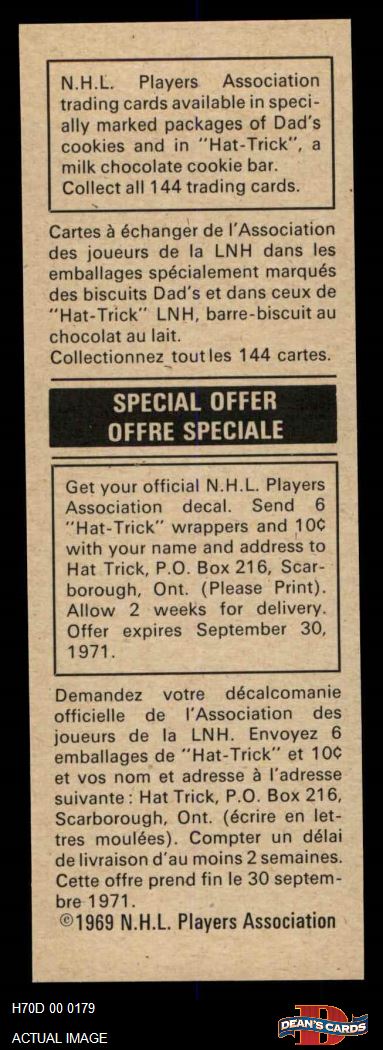 N.H.L. Players Association
trading cards available in speci-
ally marked packages of Dad's
cookies and in "Hat-Trick", a
milk chocolate cookie bar.
Collect all 144 trading cards.
Cartes à échanger de l'Association
des joueurs de la LNH dans les
emballages spécialement marqués
des biscuits Dad's et dans ceux de
"Hat-Trick" LNH, barre-biscuit au
chocolat au lait.
Collectionnez toutles 144 cartes.
SPECIAL OFFER
OFFRE SPECIALE
Get your official N.H.L. Players
Association decal. Send 6
"Hat-Trick" wrappers and 10¢
with your name and address to
Hat Trick, P.O. Box 216, Scar-
borough, Ont. (Please Print).
Allow 2 weeks for delivery.
Offer expires September 30,
1971.
Demandez votre décalcomanie
officielle de l'Association des
joueurs de la LNH. Envoyez 6
emballages de "Hat-Trick" et 10¢
et vos nom et adresse à l'adresse
suivante : Hat Trick, P.O. Box 216,
Scarborough, Ont. (écrire en let-
tres moulées). Compter un délai
de livraison d'au moins 2 semaines.
Cette offre prend fin le 30 septem-
bre 1971.
©1969 N.H.L. Players Association
H70D 00 0179
ACTUAL IMAGE
D
DEAN'S CARDS